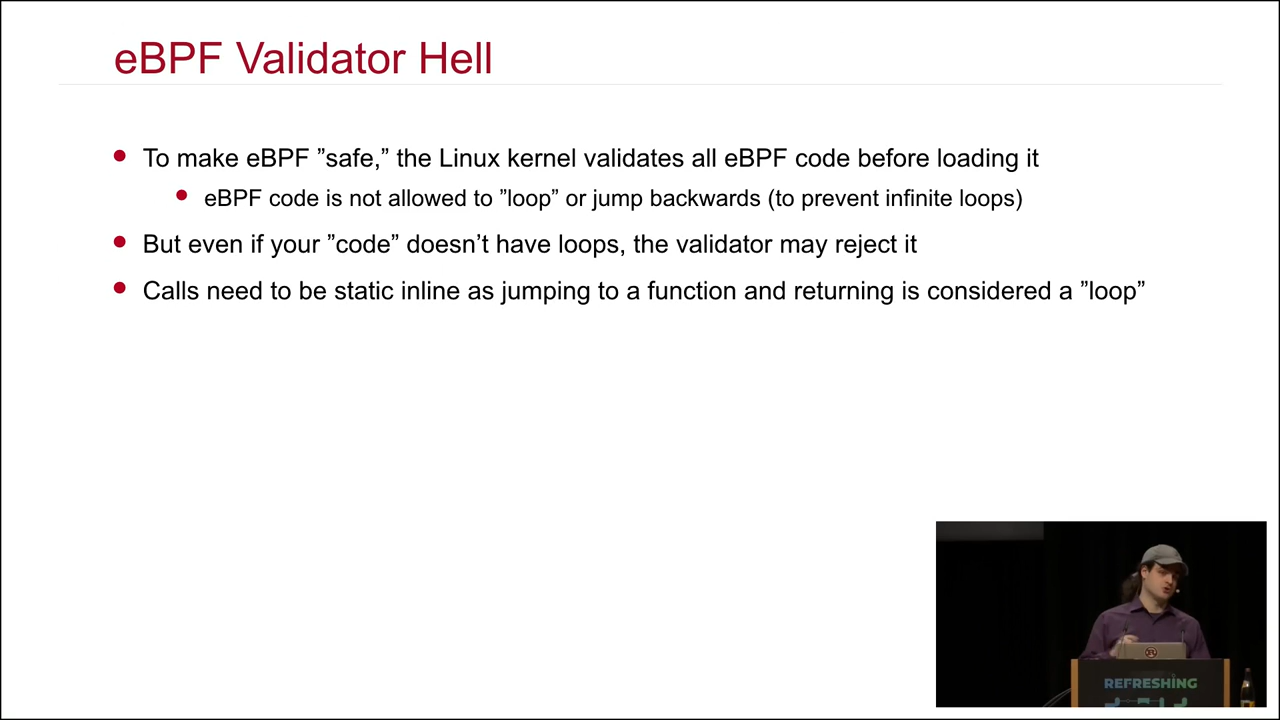 eBPF Validator Hell
To make eBPF ”safe,” the Linux kernel validates all eBPF code before loading it
eBPF code is not allowed to ”loop” or jump backwards (to prevent infinite loops)
But even if your ”code” doesn’t have loops, the validator may reject it
Calls need to be static inline as jumping to a function and returning is considered a ”loop”
REFRESHING